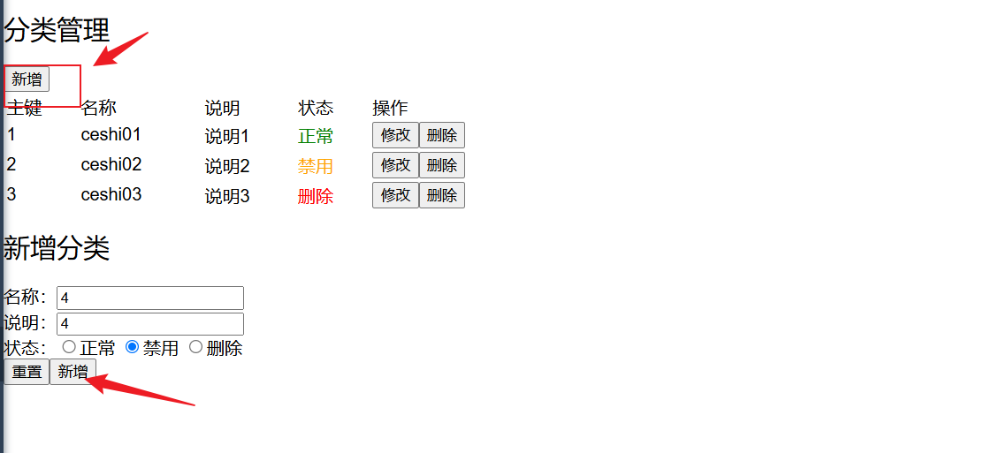 分类管理
新增
主键 名称 说明 状态 操作
1 ceshi01 说明1 正常 修改 删除
2 ceshi02 说明2 禁用 修改 删除
3 ceshi03 说明3 删除 修改 删除
新增分类
名称： 4
说明： 4
状态： 正常 禁用 删除
重置 新增